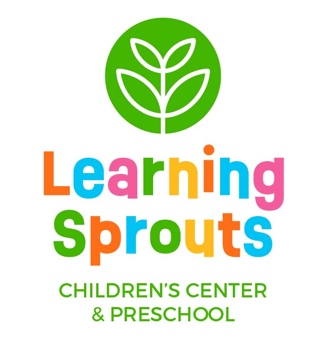 Learning
Sprouts
CHILDREN'S CENTER
& PRESCHOOL